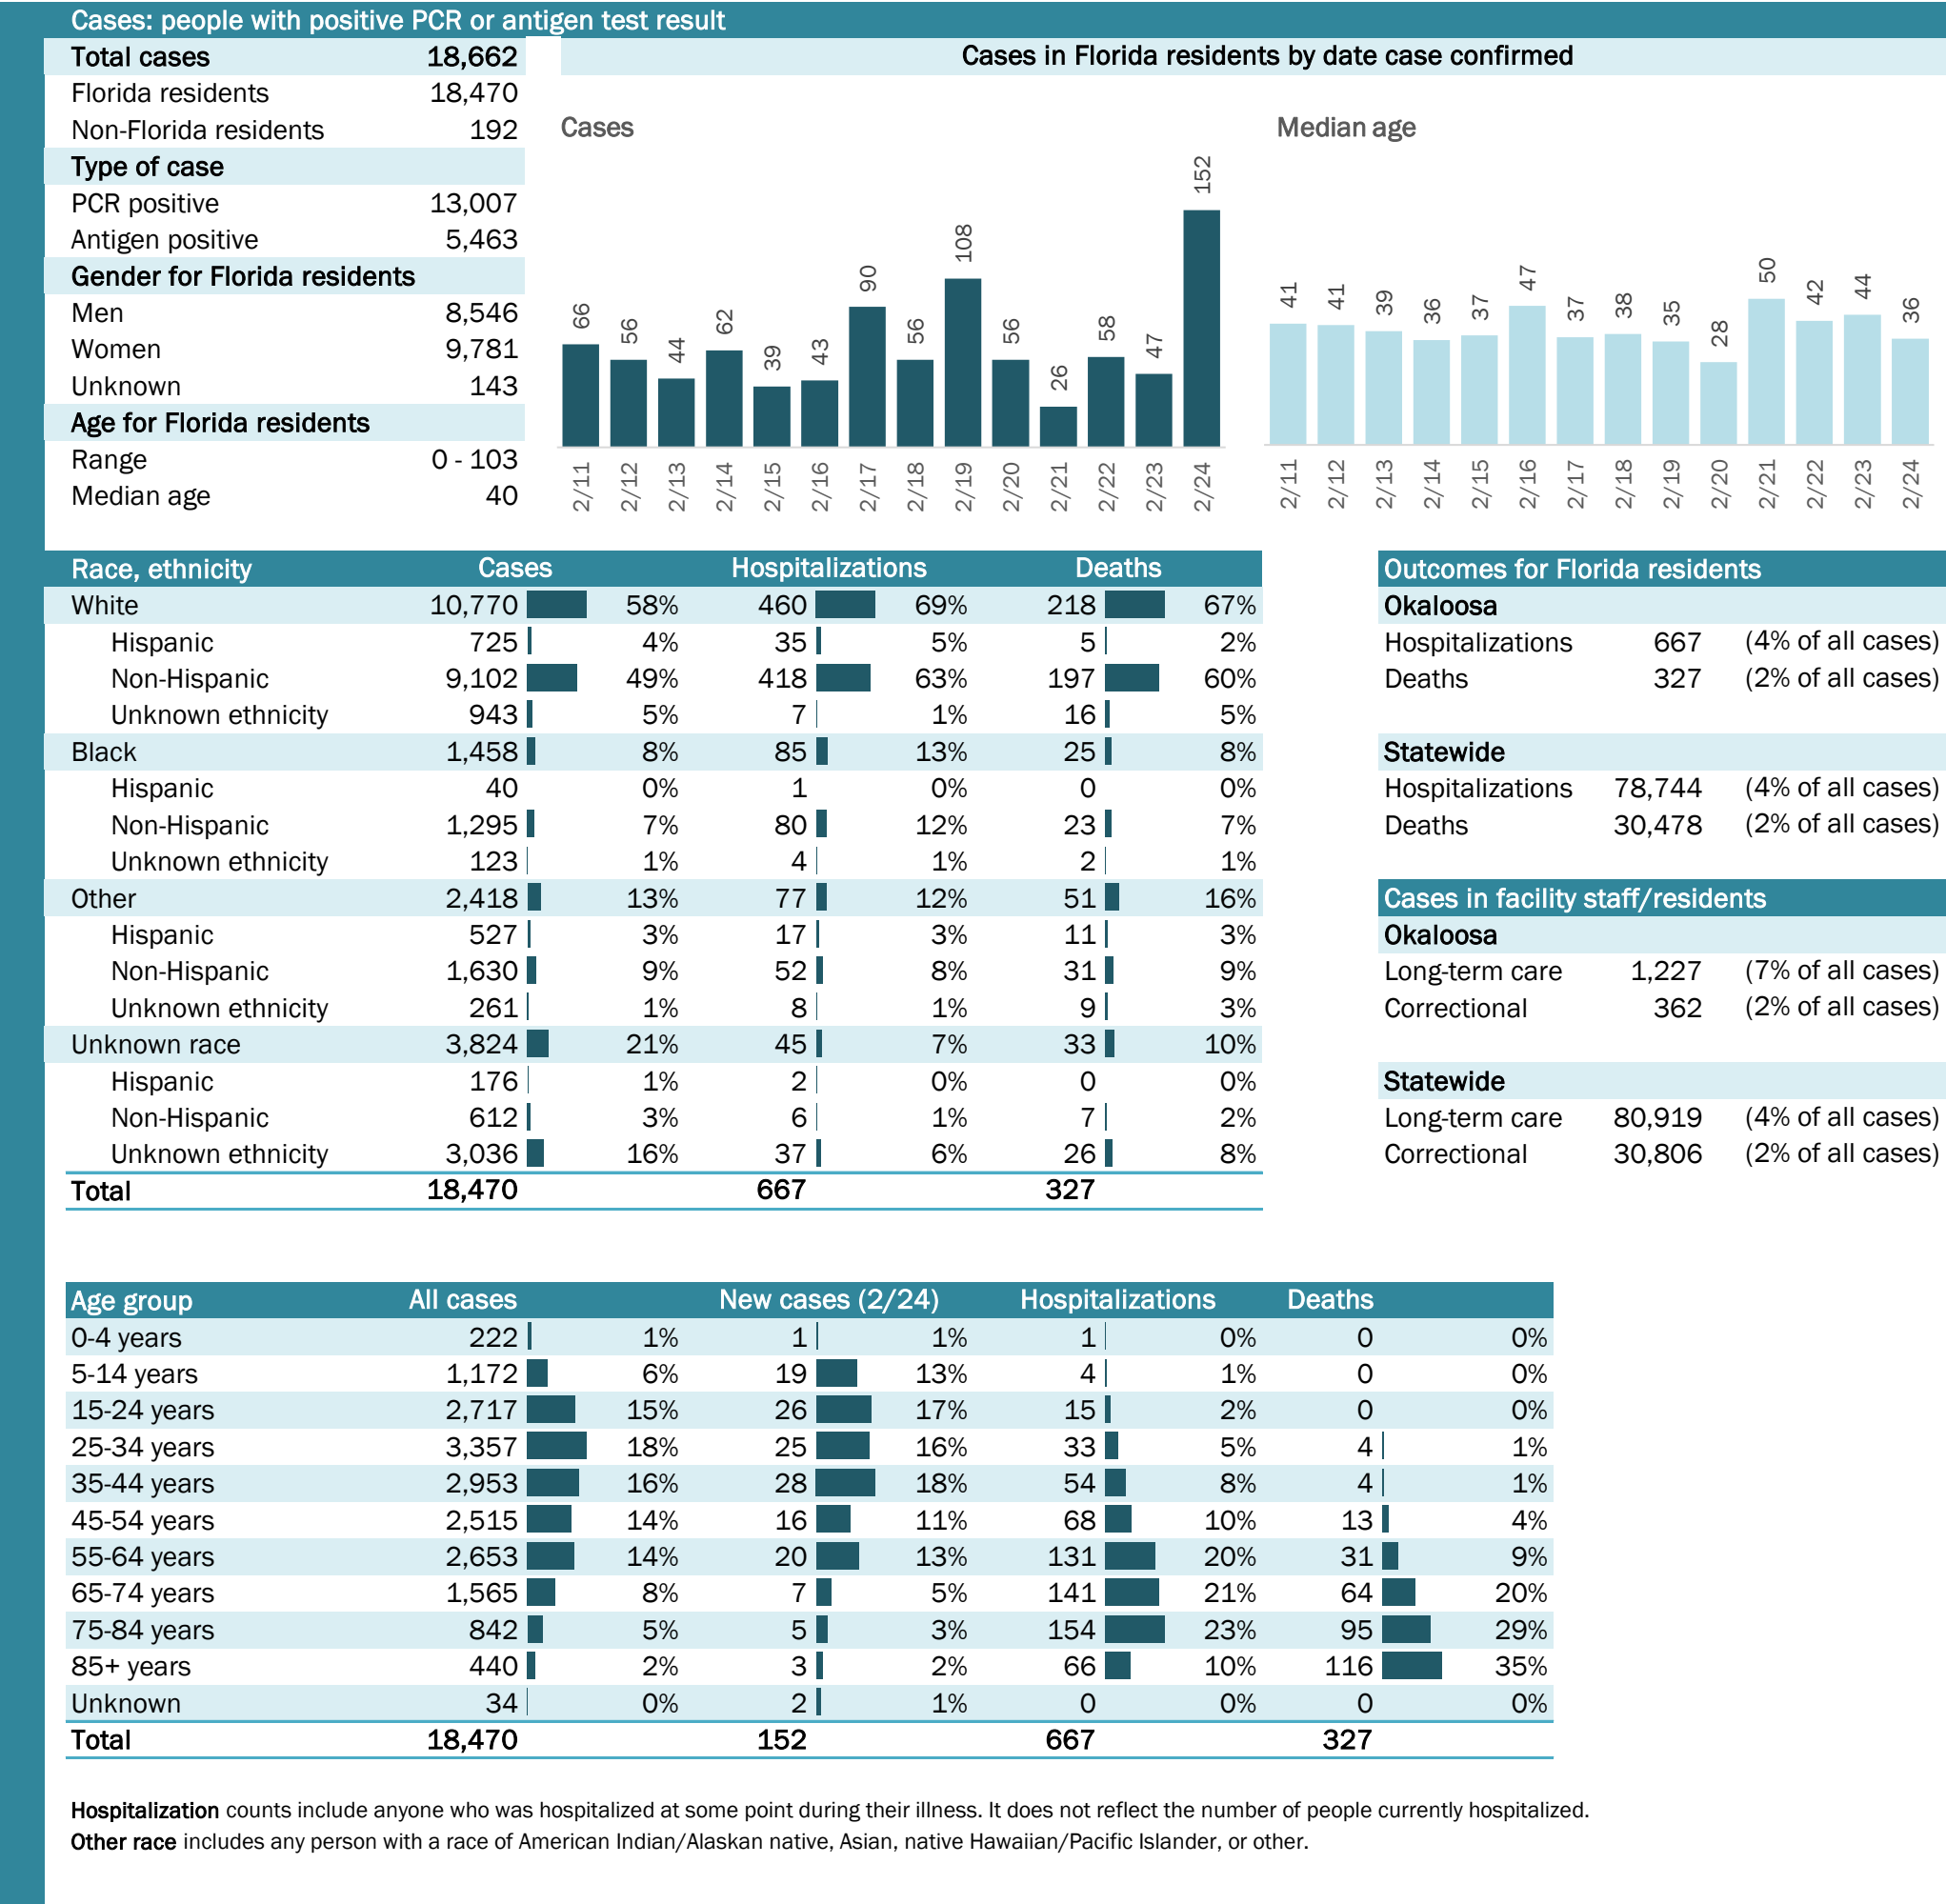 Cases: people with positive PCR or antigen test result
Total cases 18,662
Florida residents 18,470
Non-Florida residents 192
Type of case
PCR positive 13,007
Antigen positive 5,463
Gender for Florida residents
Men 8,546
Women 9,781
Unknown 143
Age for Florida residents
Range 0 - 103
Median age 40
Cases in Florida residents by date case confirmed
Cases
66 56 44 62 39 43 90 56 108 56 26 58 47 152
2/11 2/12 2/13 2/14 2/15 2/16 2/17 2/18 2/19 2/20 2/21 2/22 2/23 2/24
Median age
41 41 39 36 37 47 37 38 35 28 50 42 44 36
2/11 2/12 2/13 2/14 2/15 2/16 2/17 2/18 2/19 2/20 2/21 2/22 2/23 2/24
Race, ethnicity Cases Hospitalizations Deaths
White 10,770 58% 460 69% 218 67%
Hispanic 725 4% 35 5% 5 2%
Non-Hispanic 9,102 49% 418 63% 197 60%
Unknown ethnicity 943 5% 7 1% 16 5%
Black 1,458 8% 85 13% 25 8%
Hispanic 40 0% 1 0% 0 0%
Non-Hispanic 1,295 7% 80 12% 23 7%
Unknown ethnicity 123 1% 4 1% 2 1%
Other 2,418 13% 77 12% 51 16%
Hispanic 527 3% 17 3% 11 3%
Non-Hispanic 1,630 9% 52 8% 31 9%
Unknown ethnicity 261 1% 8 1% 9 3%
Unknown race 3,824 21% 45 7% 33 10%
Hispanic 176 1% 2 0% 0 0%
Non-Hispanic 612 3% 6 1% 7 2%
Unknown ethnicity 3,036 16% 37 6% 26 8%
Total 18,470 667 327
Outcomes for Florida residents
Okaloosa
Hospitalizations 667 (4% of all cases)
Deaths 327 (2% of all cases)
Statewide
Hospitalizations 78,744 (4% of all cases)
Deaths 30,478 (2% of all cases)
Cases in facility staff/residents
Okaloosa
Long-term care 1,227 (7% of all cases)
Correctional 362 (2% of all cases)
Statewide
Long-term care 80,919 (4% of all cases)
Correctional 30,806 (2% of all cases)
Age group All cases New cases (2/24) Hospitalizations Deaths
0-4 years 222 1% 1 1% 1 0% 0 0%
5-14 years 1,172 6% 19 13% 4 1% 0 0%
15-24 years 2,717 15% 26 17% 15 2% 0 0%
25-34 years 3,357 18% 25 16% 33 5% 4 1%
35-44 years 2,953 16% 28 18% 54 8% 4 1%
45-54 years 2,515 14% 16 11% 68 10% 13 4%
55-64 years 2,653 14% 20 13% 131 20% 31 9%
65-74 years 1,565 8% 7 5% 141 21% 64 20%
75-84 years 842 5% 5 3% 154 23% 95 29%
85+ years 440 2% 3 2% 66 10% 116 35%
Unknown 34 0% 2 1% 0 0% 0 0%
Total 18,470 152 667 327
Hospitalization counts include anyone who was hospitalized at some point during their illness. It does not reflect the number of people currently hospitalized.
Other race includes any person with a race of American Indian/Alaskan native, Asian, native Hawaiian/Pacific Islander, or other.